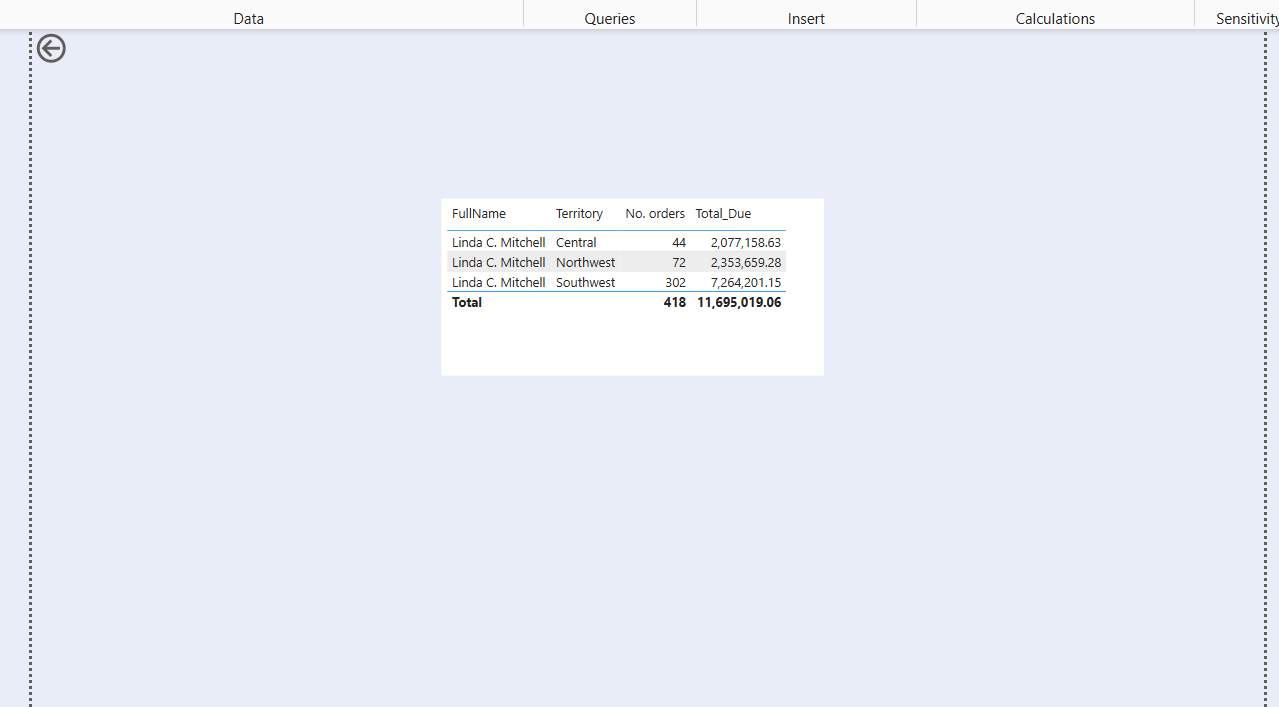 Data Queries Insert Calculations Sensitivity
FullName Territory No. orders Total_Due
Linda C. Mitchell Central 44 2,077,158.63
Linda C. Mitchell Northwest 72 2,353,659.28
Linda C. Mitchell Southwest 302 7,264,201.15
Total 418 11,695,019.06